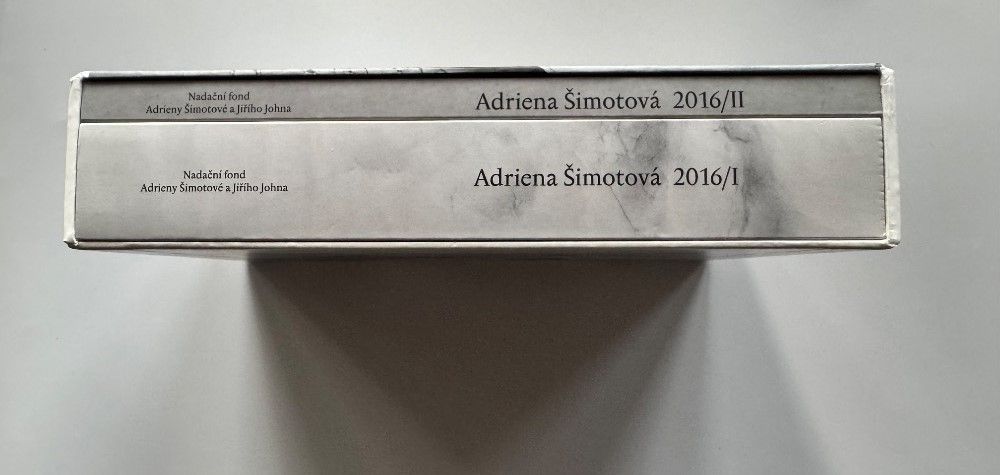 Nadační fond
Adrieny Šimotové a Jiřího Johna
Adriena Šimotová 2016/II
Nadační fond
Adrieny Šimotové a Jiřího Johna
Adriena Šimotová 2016/I